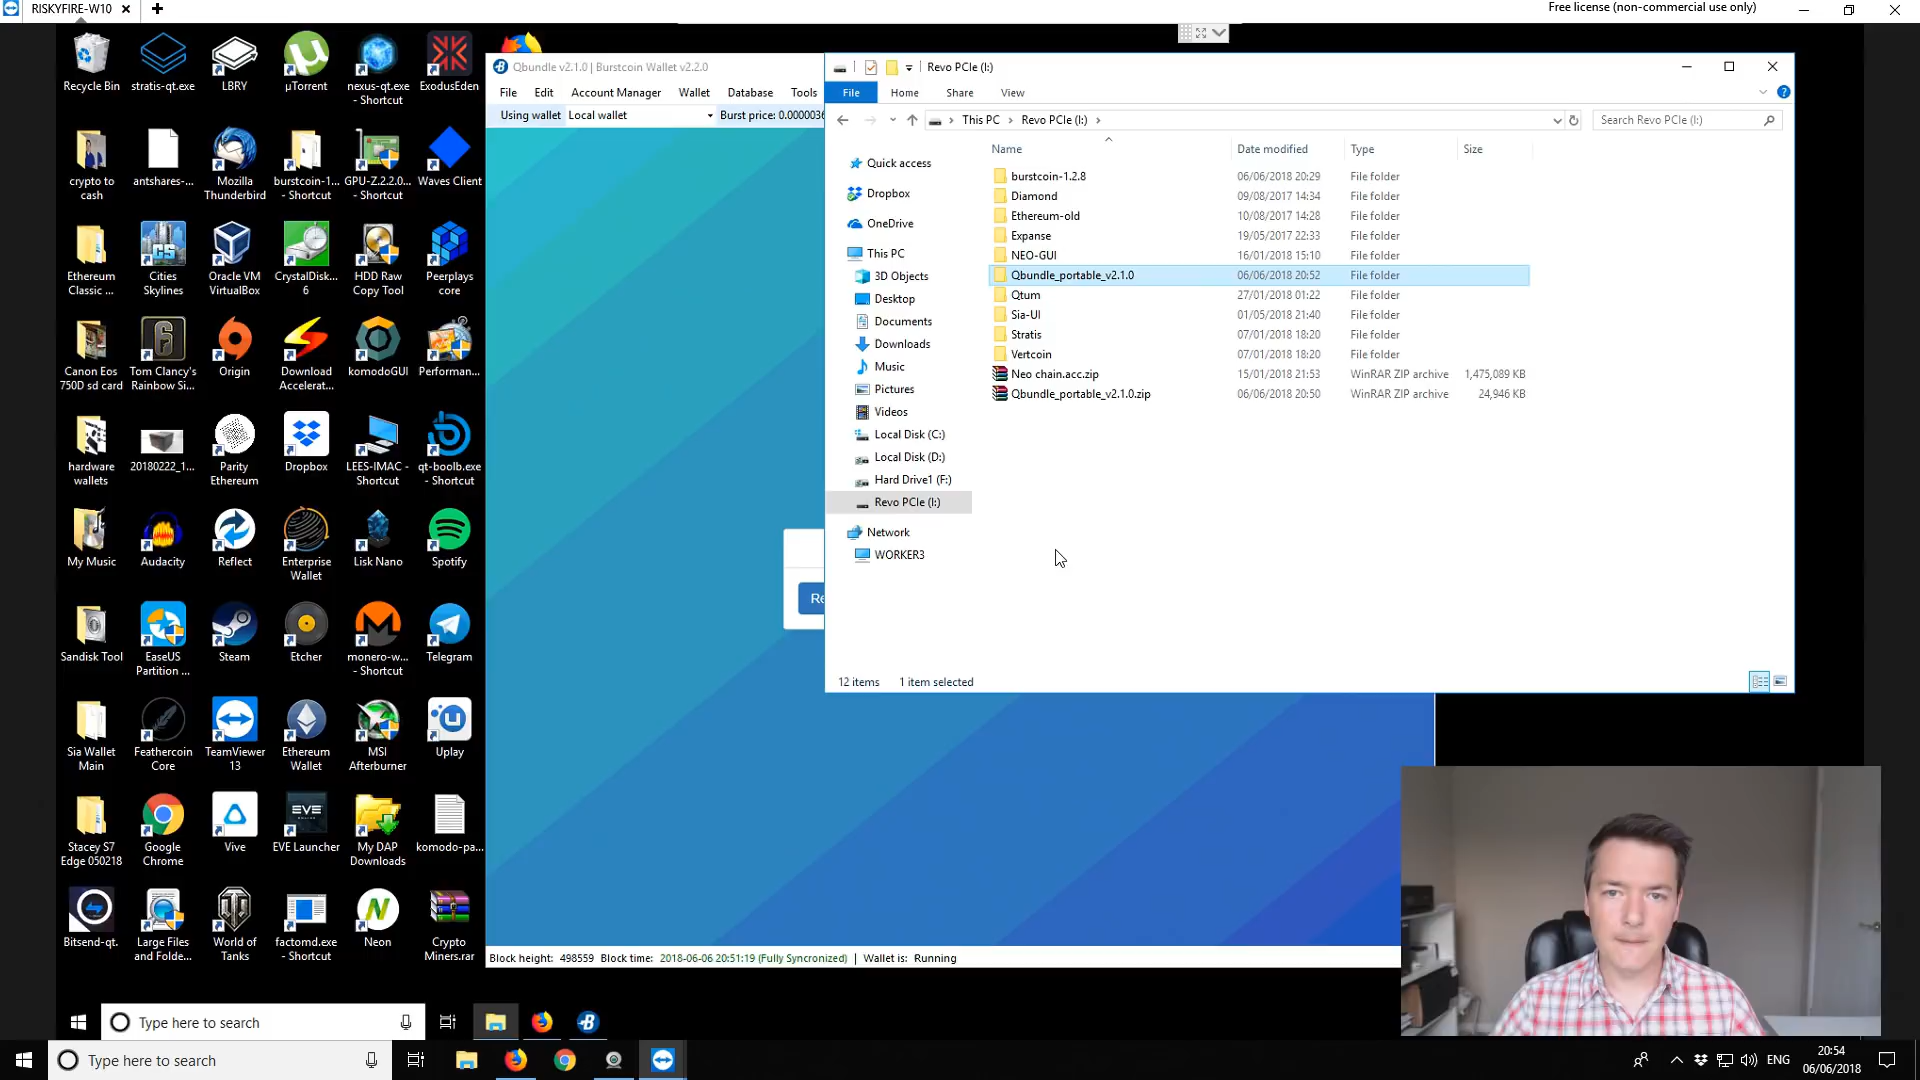 RISKYFIRE-W10
Free license (non-commercial use only)
Recycle Bin
stratis-qt.exe
LBRY
µTorrent
nexus-qt.exe - Shortcut
ExodusEden
crypto to cash
antshares-...
Mozilla Thunderbird
burstcoin-1... - Shortcut
GPU-Z.2.2.0... - Shortcut
Waves Client
Ethereum Classic ...
Cities Skylines
Oracle VM VirtualBox
CrystalDisk... 6
HDD Raw Copy Tool
Peerplays core
Canon Eos 750D sd card
Tom Clancy's Rainbow Si...
Origin
Download Accelerat...
komodoGUI
Performan...
hardware wallets
20180222_1...
Parity Ethereum
Dropbox
LEES-IMAC - Shortcut
qt-boolb.exe - Shortcut
My Music
Audacity
Reflect
Enterprise Wallet
Lisk Nano
Spotify
Sandisk Tool
EaseUS Partition ...
Steam
Etcher
monero-w... - Shortcut
Telegram
Sia Wallet Main
Feathercoin Core
TeamViewer 13
Ethereum Wallet
MSI Afterburner
Uplay
Stacey S7 Edge 050218
Google Chrome
Vive
EVE
EVE Launcher
My DAP Downloads
komodo-pa...
Bitsend-qt.
Large Files and Folde...
World of Tanks
factomd.exe - Shortcut
Neon
Crypto Miners.rar
Qbundle v2.1.0 | Burstcoin Wallet v2.2.0
File Edit Account Manager Wallet Database Tools
Using wallet Local wallet Burst price: 0.0000036
Re
Block height: 498559 Block time: 2018-06-06 20:51:19 (Fully Syncronized) | Wallet is: Running
Revo PCIe (I:)
File Home Share View
This PC Revo PCIe (I:)
Search Revo PCIe (I:)
Quick access
Dropbox
OneDrive
This PC
3D Objects
Desktop
Documents
Downloads
Music
Pictures
Videos
Local Disk (C:)
Local Disk (D:)
Hard Drive1 (F:)
Revo PCIe (I:)
Network
WORKER3
Name Date modified Type Size
burstcoin-1.2.8 06/06/2018 20:29 File folder
Diamond 09/08/2017 14:34 File folder
Ethereum-old 10/08/2017 14:28 File folder
Expanse 19/05/2017 22:33 File folder
NEO-GUI 16/01/2018 15:10 File folder
Qbundle_portable_v2.1.0 06/06/2018 20:52 File folder
Qtum 27/01/2018 01:22 File folder
Sia-UI 01/05/2018 21:40 File folder
Stratis 07/01/2018 18:20 File folder
Vertcoin 07/01/2018 18:20 File folder
Neo chain.acc.zip 15/01/2018 21:53 WinRAR ZIP archive 1,475,089 KB
Qbundle_portable_v2.1.0.zip 06/06/2018 20:50 WinRAR ZIP archive 24,946 KB
12 items 1 item selected
Type here to search
Type here to search
ENG
20:54
06/06/2018